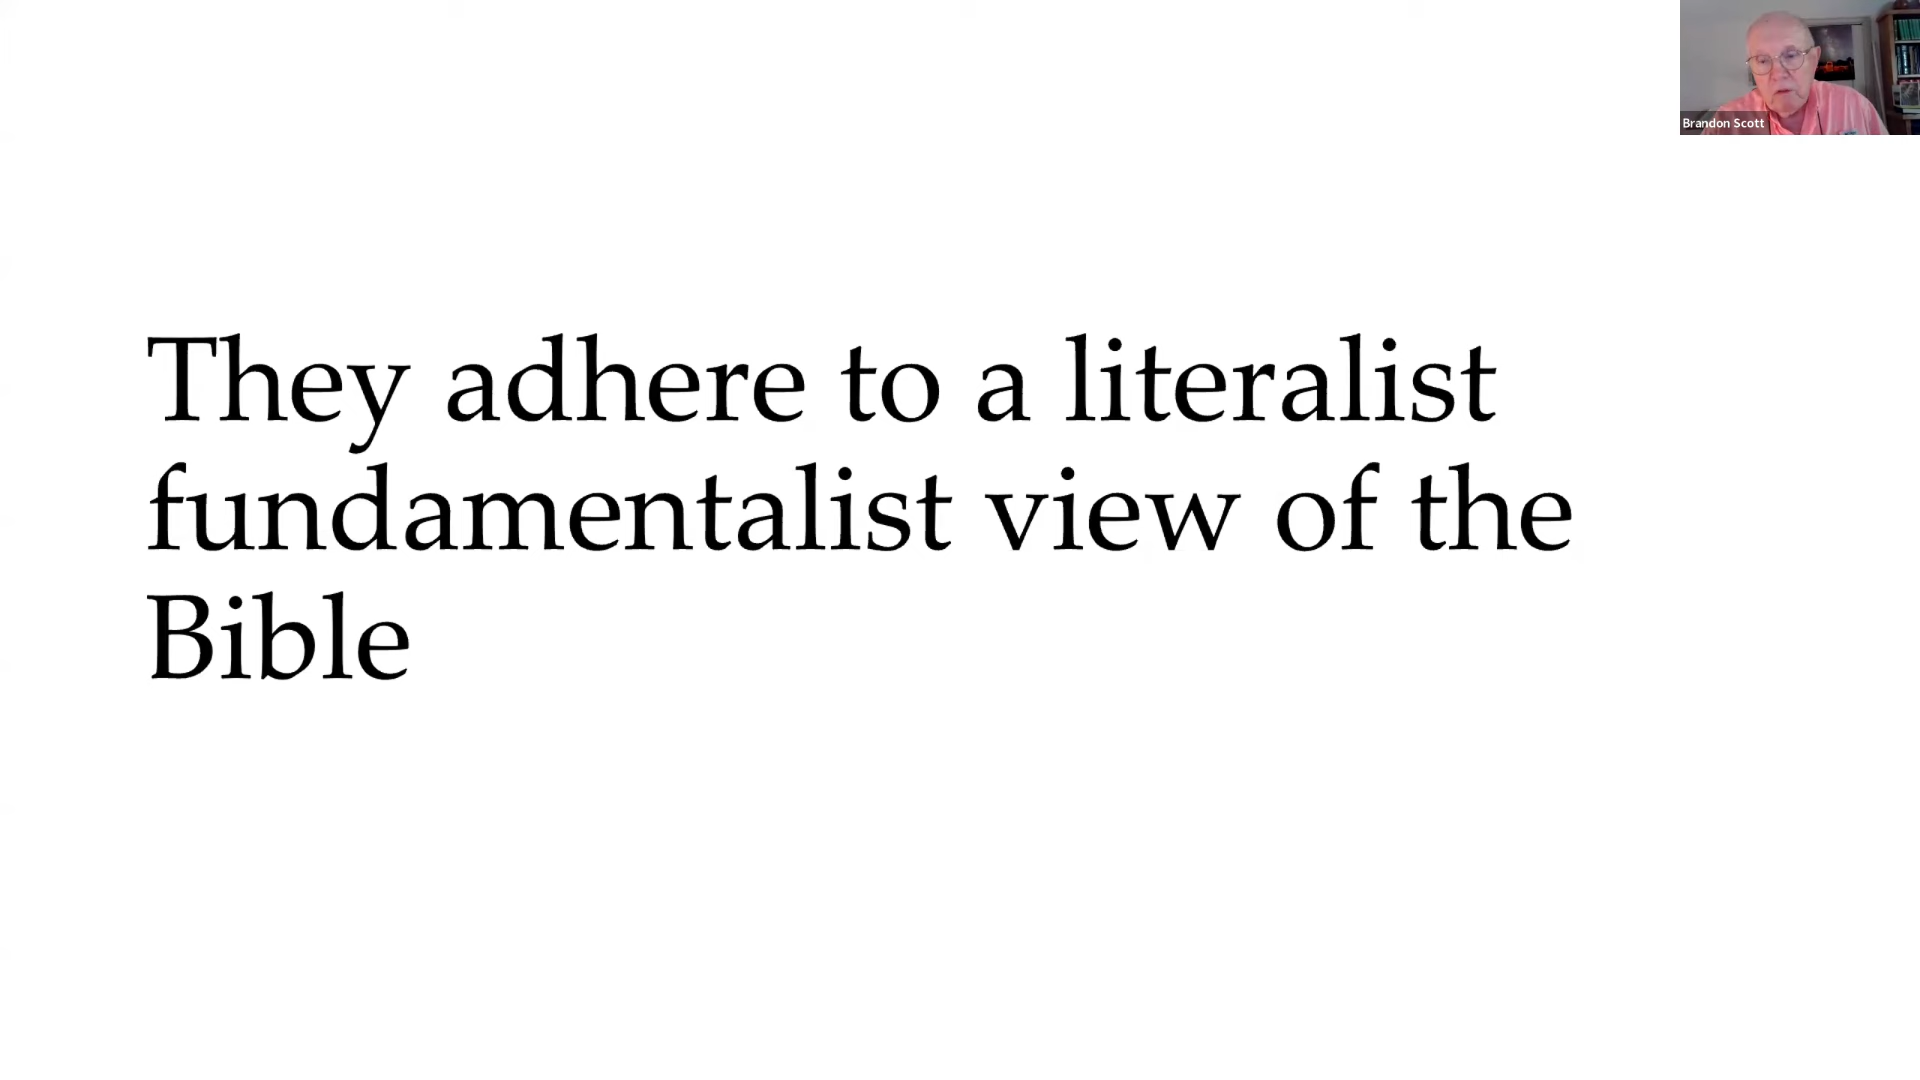 Brandon Scott
They adhere to a literalist
fundamentalist view of the
Bible